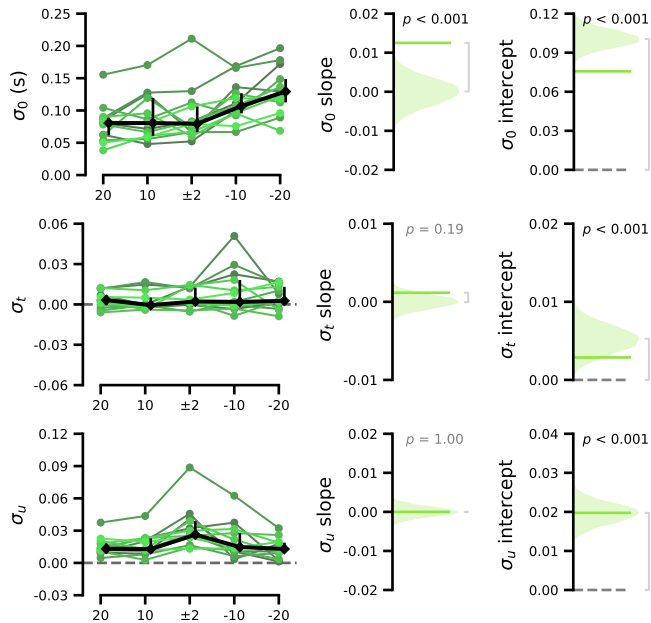 0.25
0.20
0.15
0.10
0.05
0.00
σ0 (s)
20 10 ±2 -10 -20
0.02
0.01
0.00
-0.01
-0.02
σ0 slope
p < 0.001
0.12
0.09
0.06
0.03
0.00
σ0 intercept
p < 0.001
0.06
0.03
0.00
-0.03
-0.06
σt
20 10 ±2 -10 -20
0.01
0.00
-0.01
σt slope
p = 0.19
0.02
0.01
0.00
σt intercept
p < 0.001
0.12
0.09
0.06
0.03
0.00
-0.03
σu
20 10 ±2 -10 -20
0.02
0.01
0.00
-0.01
-0.02
σu slope
p = 1.00
0.04
0.03
0.02
0.01
0.00
σu intercept
p < 0.001